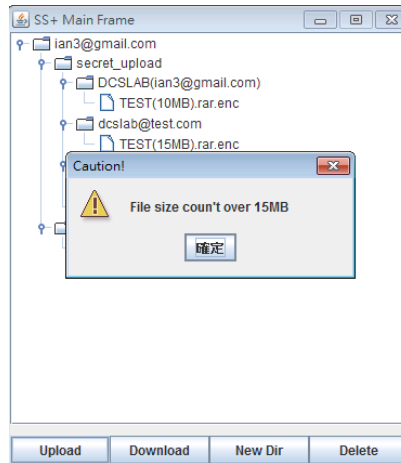 SS+ Main Frame
ian3@gmail.com
secret_upload
DCSLAB(ian3@gmail.com)
TEST(10MB).rar.enc
dcslab@test.com
TEST(15MB).rar.enc
Caution!
File size coun't over 15MB
確定
Upload Download New Dir Delete